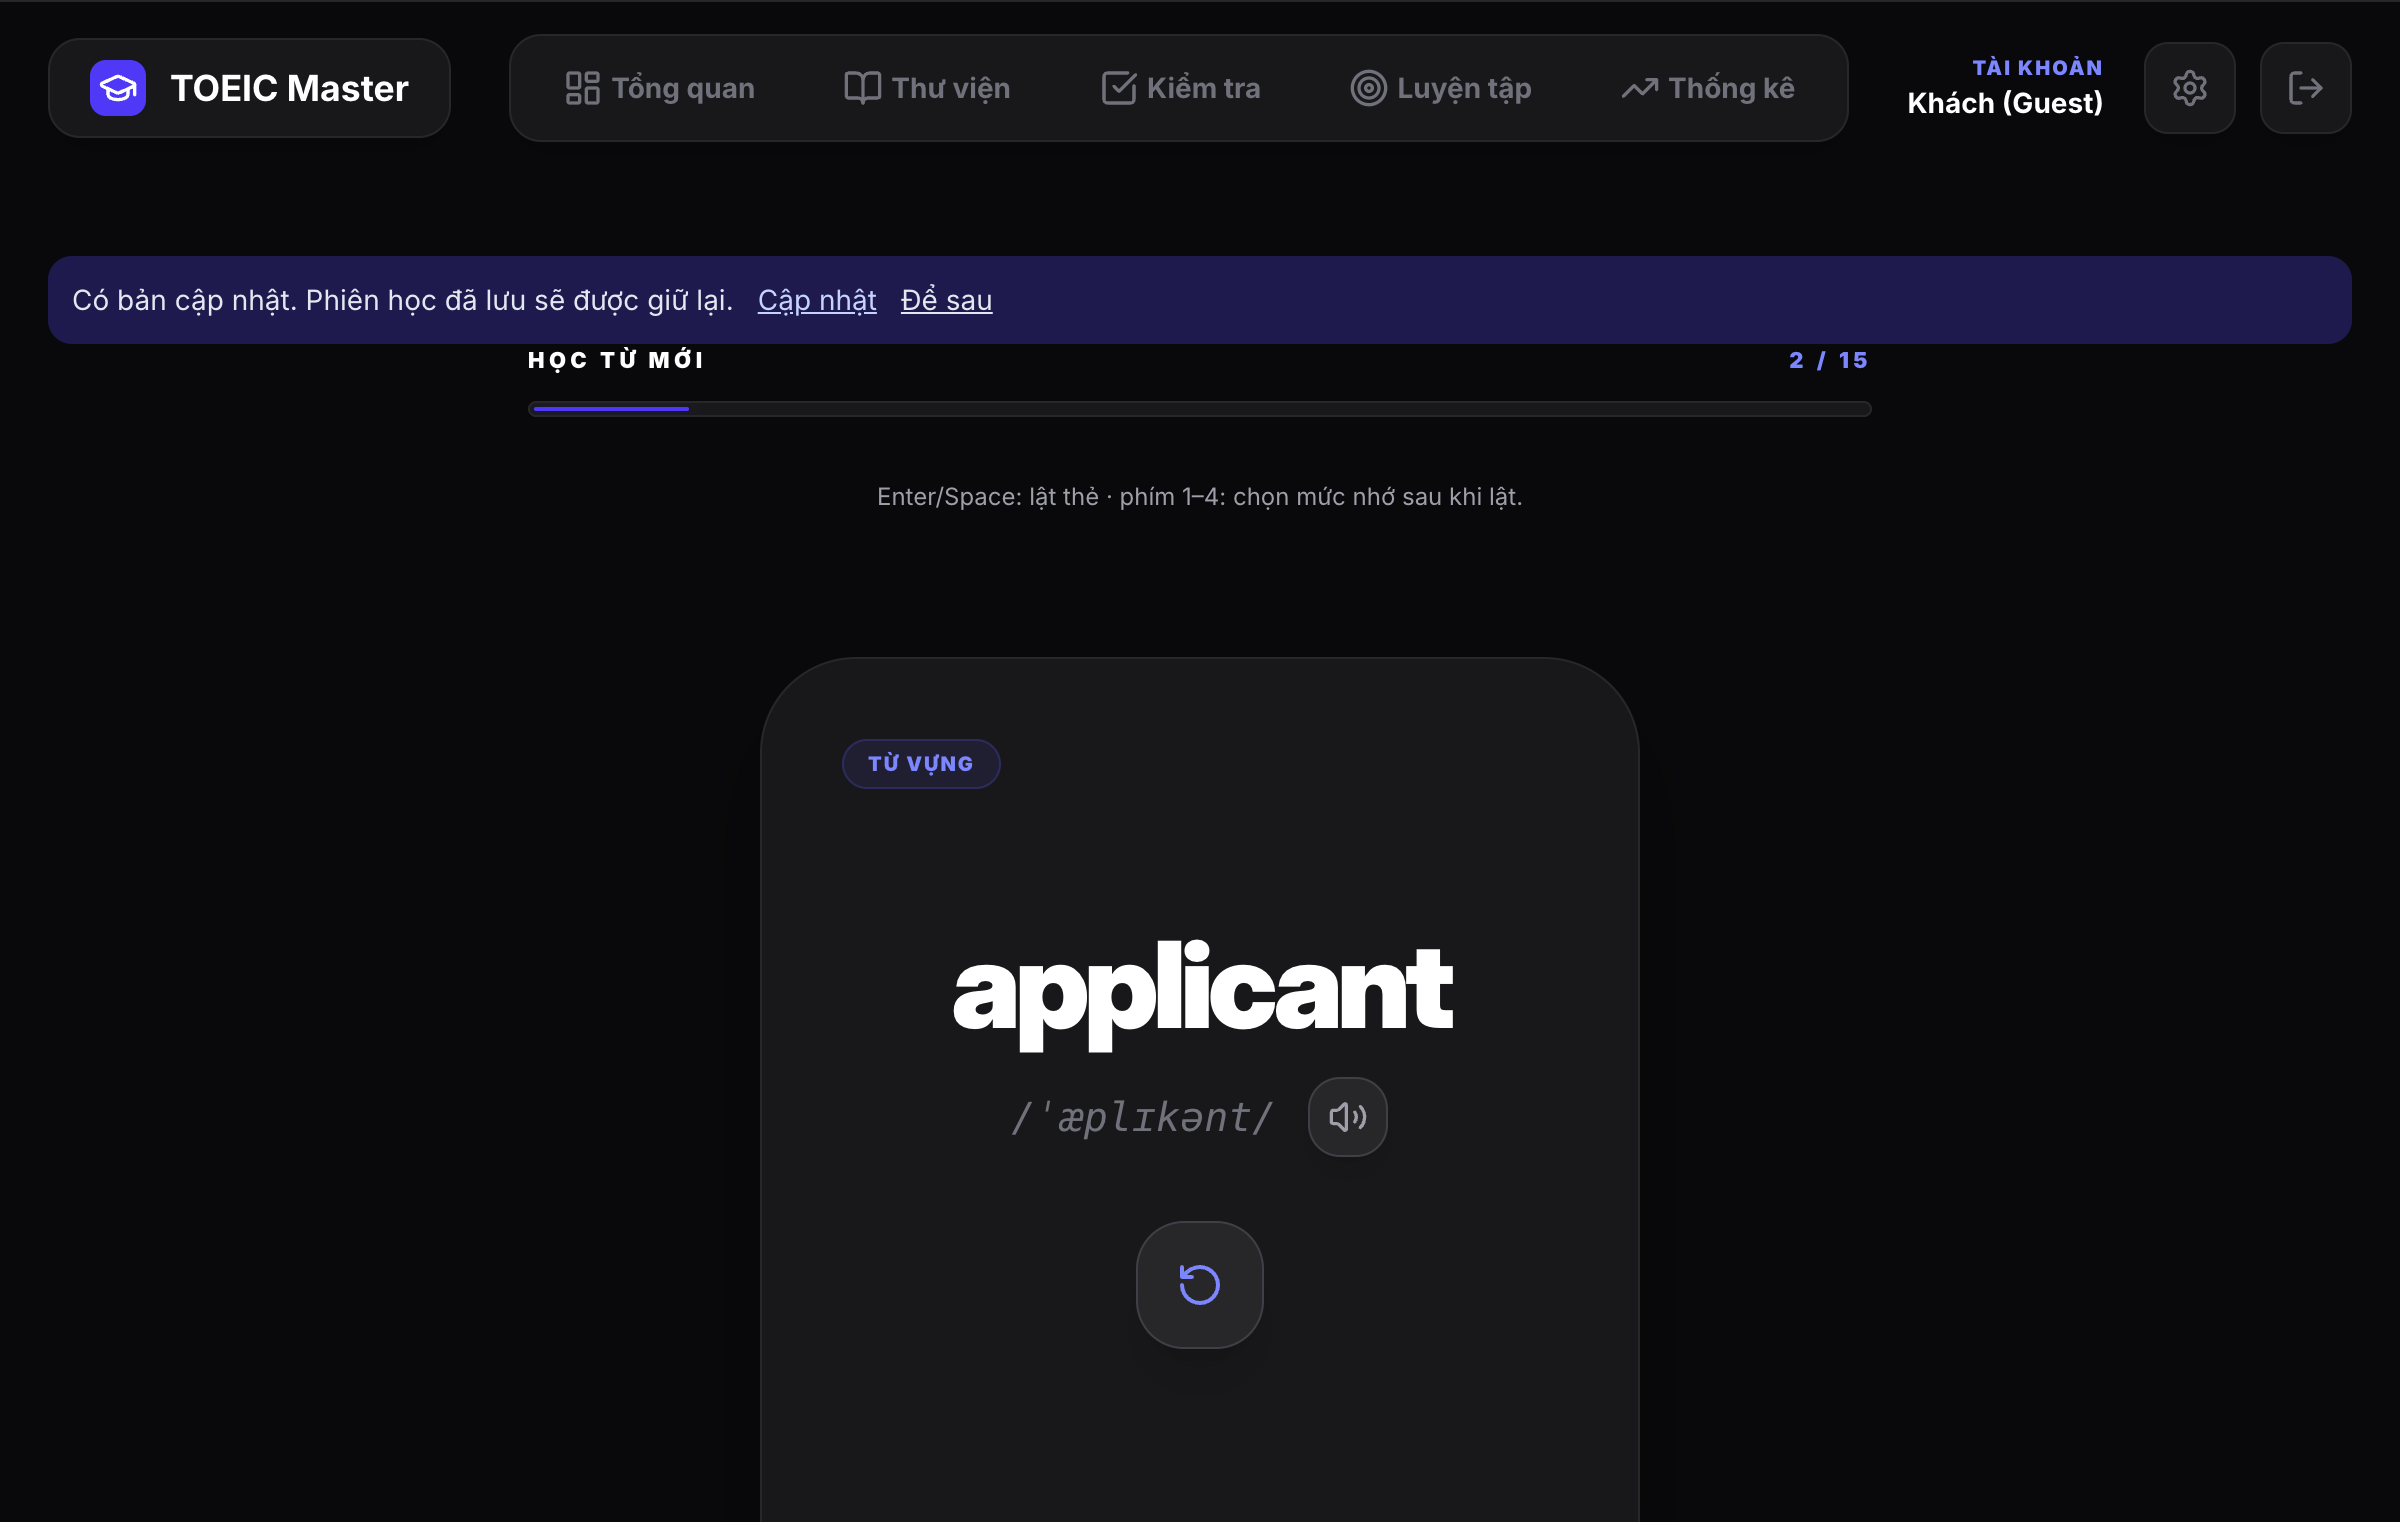 TOEIC Master
Tổng quan
Thư viện
Kiểm tra
Luyện tập
Thống kê
TÀI KHOẢN
Khách (Guest)
Có bản cập nhật. Phiên học đã lưu sẽ được giữ lại. Cập nhật Để sau
HỌC TỪ MỚI
2 / 15
Enter/Space: lật thẻ · phím 1–4: chọn mức nhớ sau khi lật.
TỪ VỰNG
applicant
/ˈæplɪkənt/